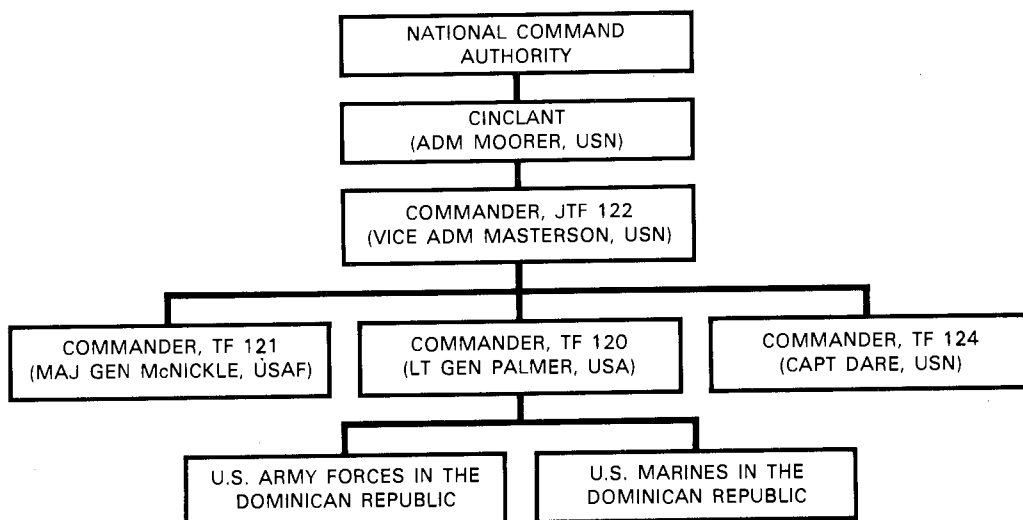 NATIONAL COMMAND
AUTHORITY
CINCLANT
(ADM MOORER, USN)
COMMANDER, JTF 122
(VICE ADM MASTERSON, USN)
COMMANDER, TF 121
(MAJ GEN McNICKLE, USAF)
COMMANDER, TF 120
(LT GEN PALMER, USA)
COMMANDER, TF 124
(CAPT DARE, USN)
U.S. ARMY FORCES IN THE
DOMINICAN REPUBLIC
U.S. MARINES IN THE
DOMINICAN REPUBLIC